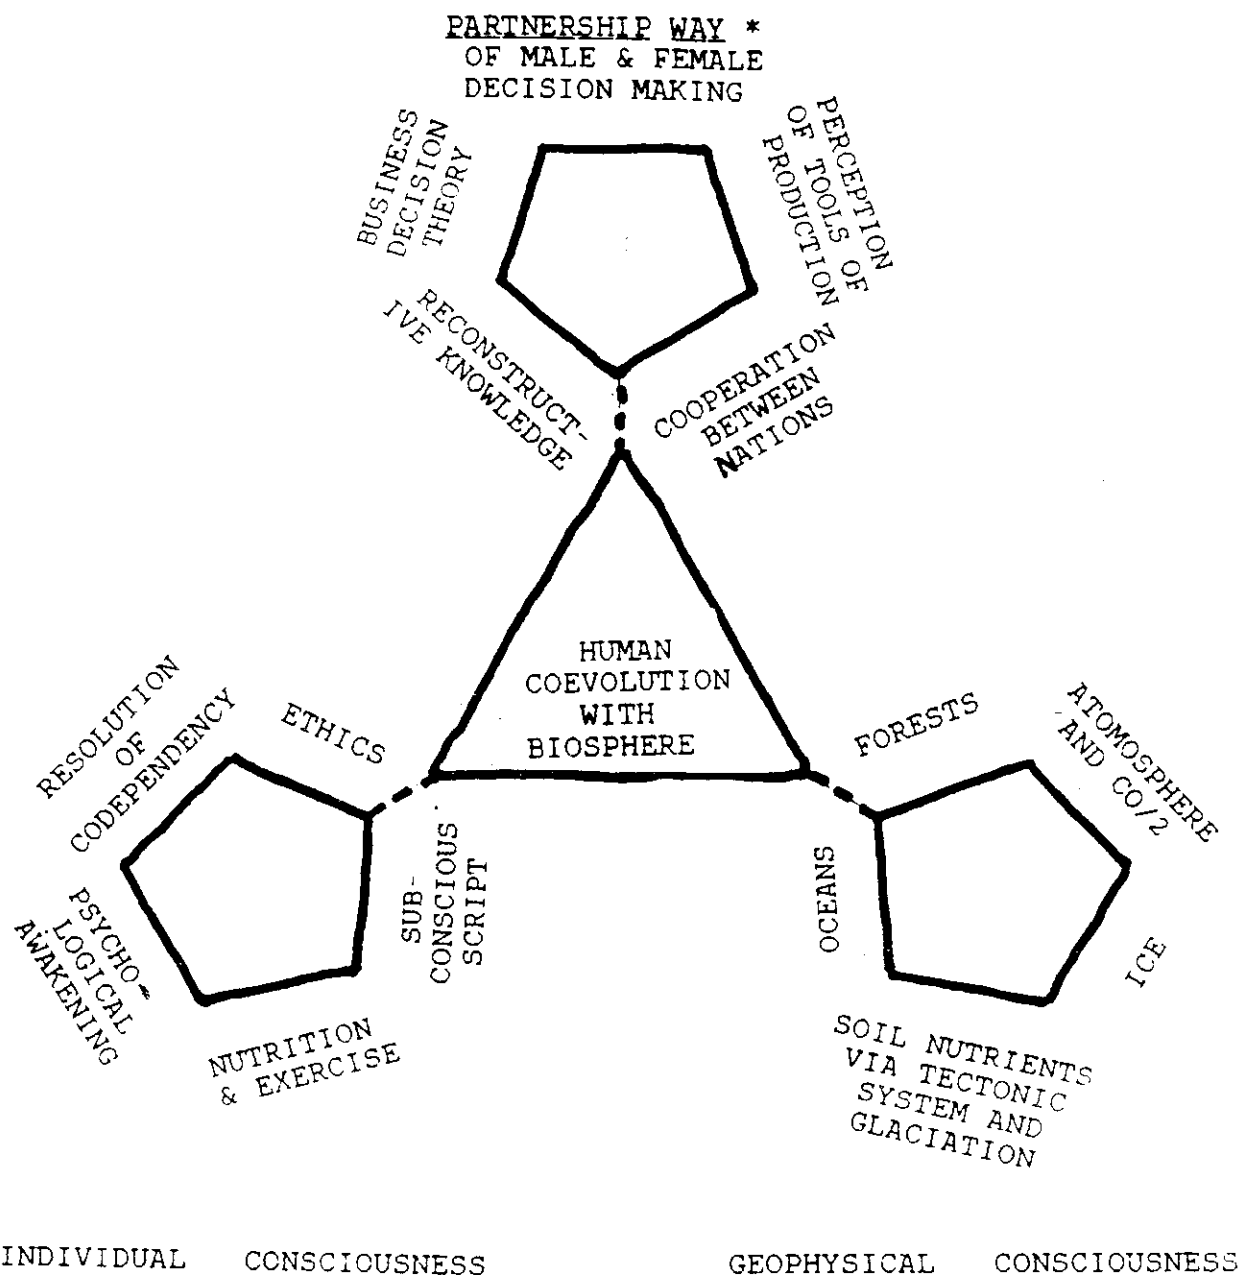 PARTNERSHIP WAY *
OF MALE & FEMALE
DECISION MAKING
BUSINESS
DECISION
THEORY
PERCEPTION
OF TOOLS OF
PRODUCTION
RECONSTRUCT-
IVE KNOWLEDGE
COOPERATION
BETWEEN
NATIONS
HUMAN
COEVOLUTION
WITH
BIOSPHERE
RESOLUTION
OF
CODEPENDENCY
ETHICS
SUB-
CONSCIOUS
SCRIPT
PSYCHO-
LOGICAL
AWAKENING
NUTRITION
& EXERCISE
FORESTS
ATOMOSPHERE
AND CO/2
OCEANS
ICE
SOIL NUTRIENTS
VIA TECTONIC
SYSTEM AND
GLACIATION
INDIVIDUAL CONSCIOUSNESS
GEOPHYSICAL CONSCIOUSNESS